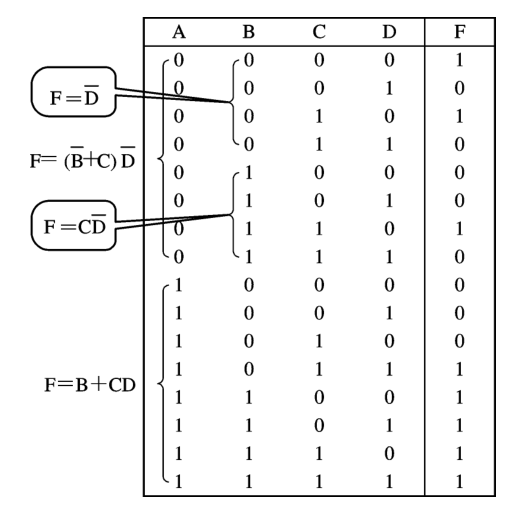 A B C D F
0 0 0 0 1
0 0 0 1 0
F=D̅
0 0 1 0 1
0 0 1 1 0
F=(B̅+C)D̅
0 1 0 0 0
0 1 0 1 0
F=CD̅
0 1 1 0 1
0 1 1 1 0
1 0 0 0 0
1 0 0 1 0
1 0 1 0 0
1 0 1 1 1
F=B+CD
1 1 0 0 1
1 1 0 1 1
1 1 1 0 1
1 1 1 1 1